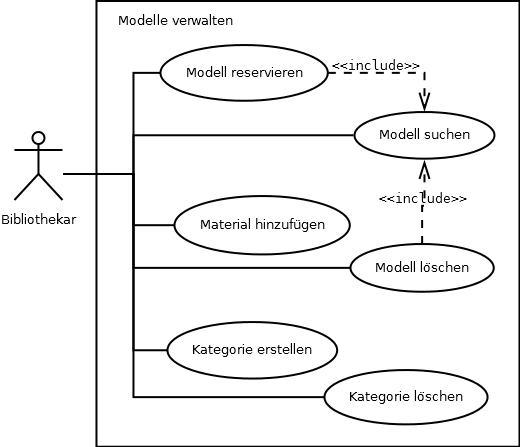 Modelle verwalten
<<include>>
Modell reservieren
Modell suchen
<<include>>
Bibliothekar
Material hinzufügen
Modell löschen
Kategorie erstellen
Kategorie löschen